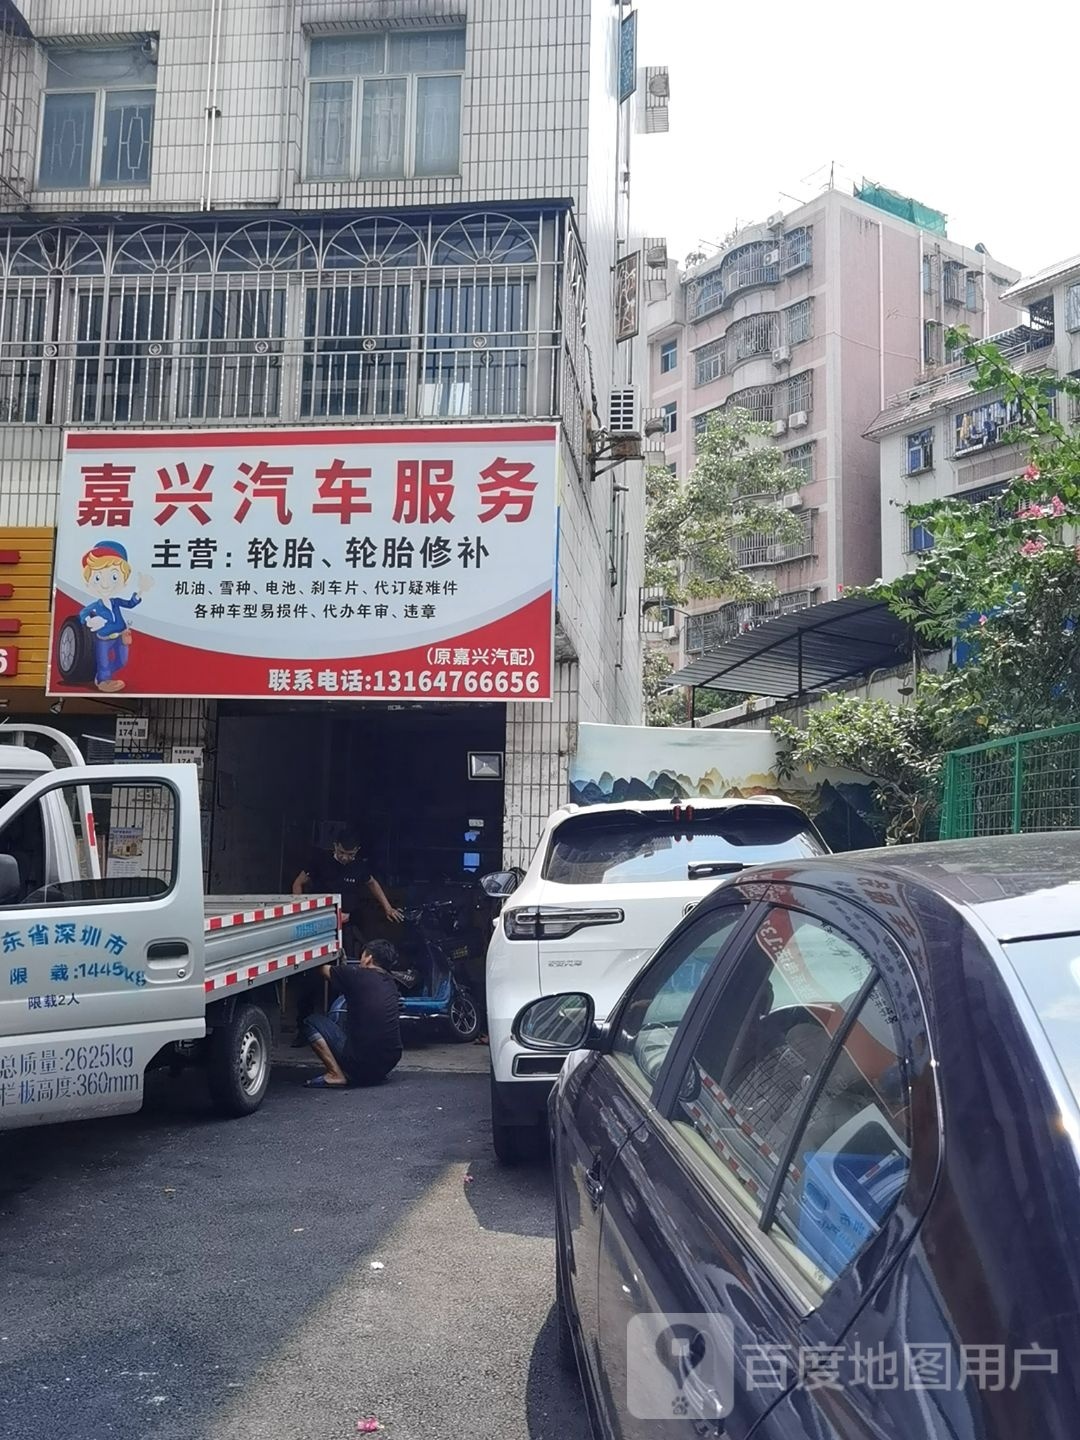 嘉兴汽车服务
主营：轮胎、轮胎修补
机油、雪种、电池、刹车片、代订疑难件
各种车型易损件、代办年审、违章
（原嘉兴汽配）
联系电话:13164766656
6
174
174
东省深圳市
限 载:1445kg
限载2人
总质量:2625kg
栏板高度:360mm
百度地图用户